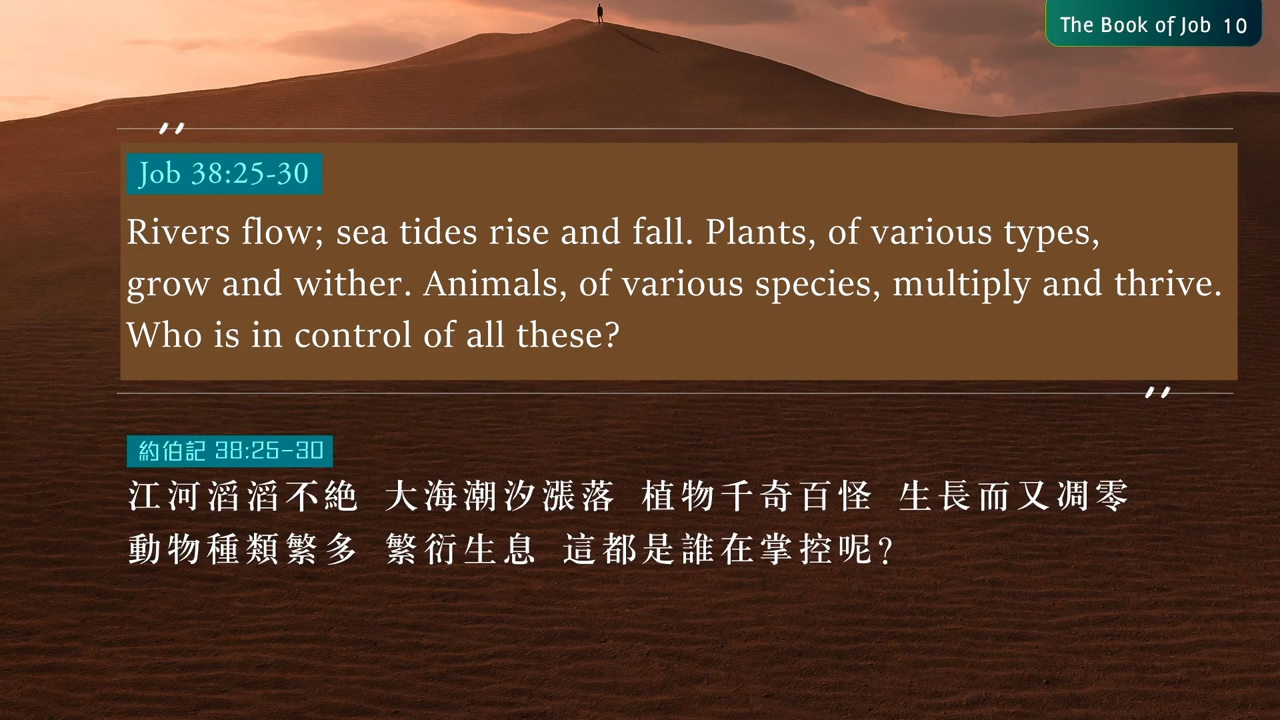 The Book of Job 10
Job 38:25-30
Rivers flow; sea tides rise and fall. Plants, of various types,
grow and wither. Animals, of various species, multiply and thrive.
Who is in control of all these?
約伯記 38:25-30
江河滔滔不絶 大海潮汐漲落 植物千奇百怪 生長而又凋零
動物種類繁多 繁衍生息 這都是誰在掌控呢?